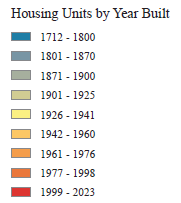 Housing Units by Year Built
1712 - 1800
1801 - 1870
1871 - 1900
1901 - 1925
1926 - 1941
1942 - 1960
1961 - 1976
1977 - 1998
1999 - 2023